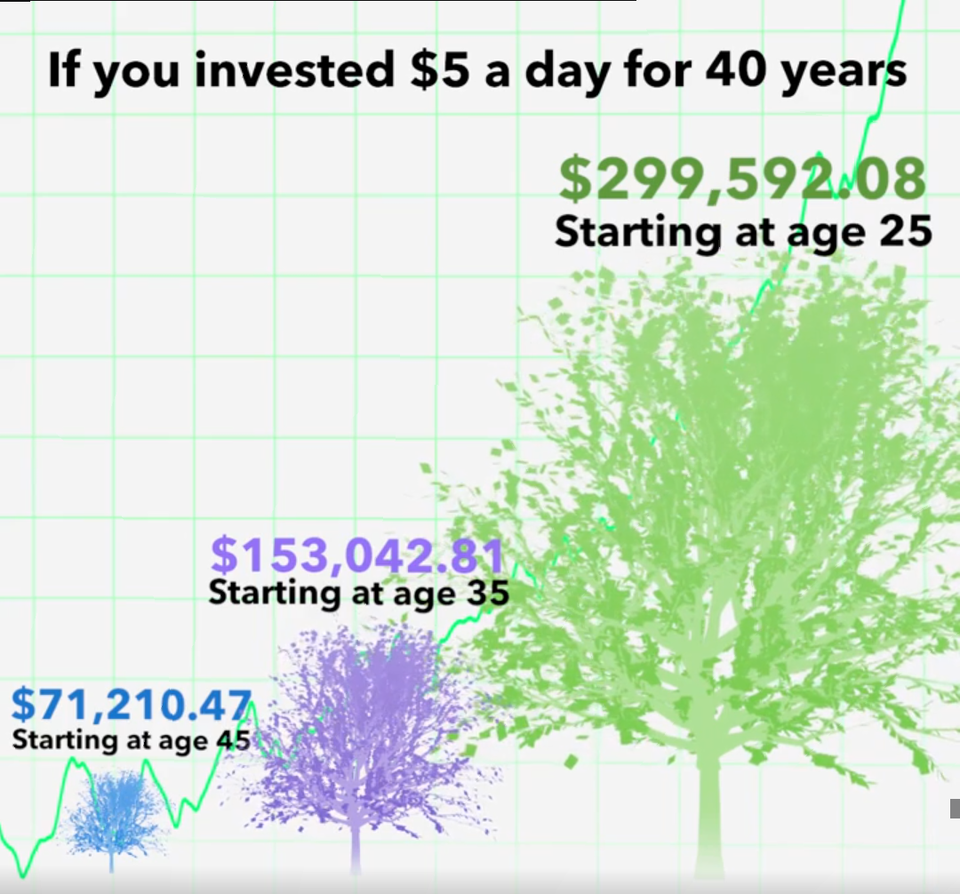 If you invested $5 a day for 40 years
$299,592.08
Starting at age 25
$153,042.81
Starting at age 35
$71,210.47
Starting at age 45